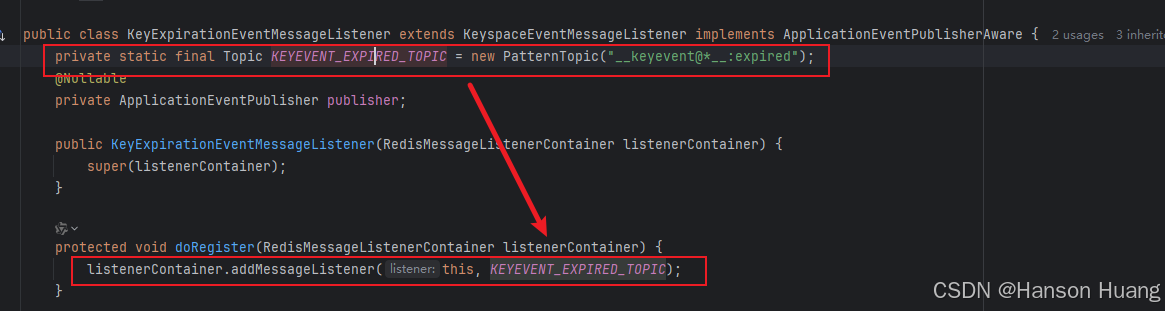 public class KeyExpirationEventMessageListener extends KeyspaceEventMessageListener implements ApplicationEventPublisherAware { 2 usages 3 inherit
private static final Topic KEYEVENT_EXPIRED_TOPIC = new PatternTopic("__keyevent@*__:expired");
@Nullable
private ApplicationEventPublisher publisher;
public KeyExpirationEventMessageListener(RedisMessageListenerContainer listenerContainer) {
super(listenerContainer);
}
protected void doRegister(RedisMessageListenerContainer listenerContainer) {
listenerContainer.addMessageListener( listener: this, KEYEVENT_EXPIRED_TOPIC);
}
CSDN @Hanson Huang